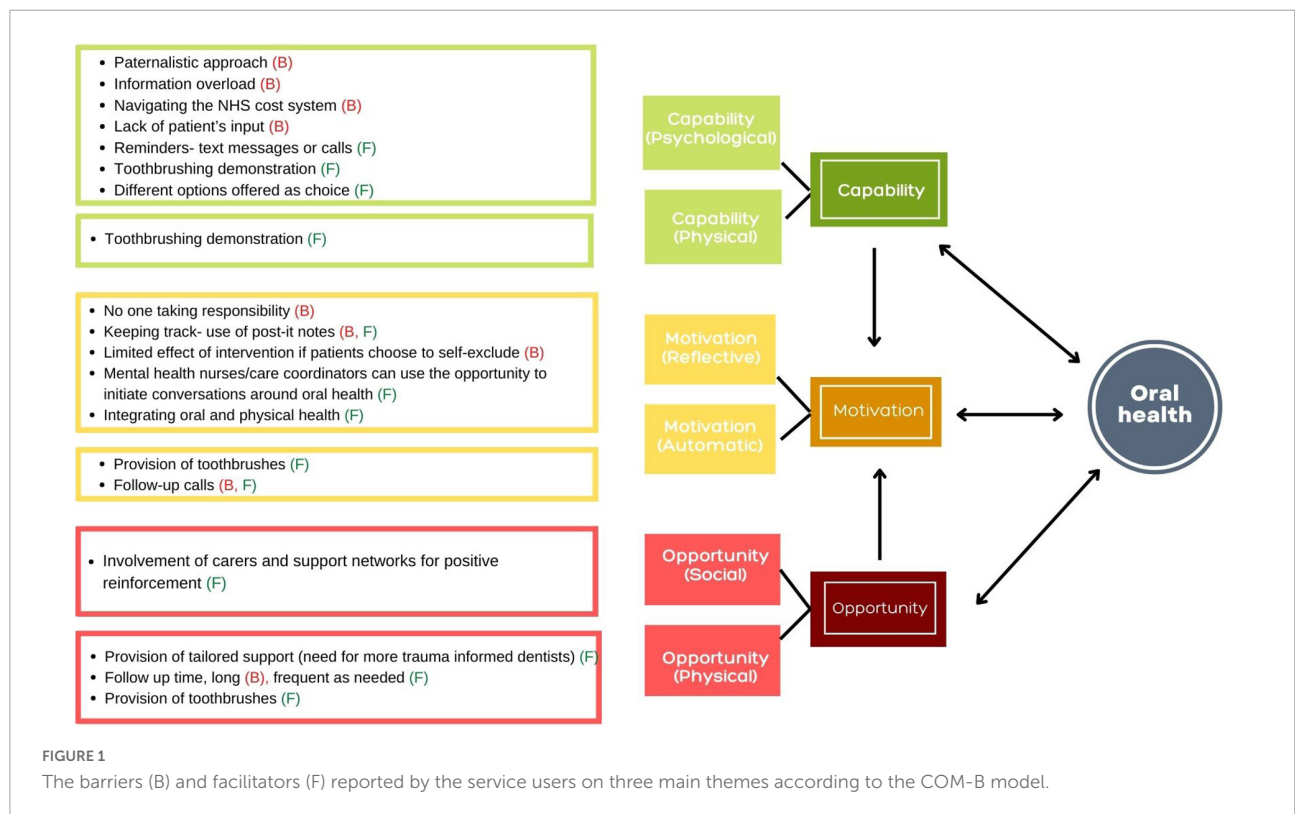 • Paternalistic approach (B)
• Information overload (B)
• Navigating the NHS cost system (B)
• Lack of patient's input (B)
• Reminders- text messages or calls (F)
• Toothbrushing demonstration (F)
• Different options offered as choice (F)
• Toothbrushing demonstration (F)
• No one taking responsibility (B)
• Keeping track- use of post-it notes (B, F)
• Limited effect of intervention if patients choose to self-exclude (B)
• Mental health nurses/care coordinators can use the opportunity to
initiate conversations around oral health (F)
• Integrating oral and physical health (F)
• Provision of toothbrushes (F)
• Follow-up calls (B, F)
• Involvement of carers and support networks for positive
reinforcement (F)
• Provision of tailored support (need for more trauma informed dentists) (F)
• Follow up time, long (B), frequent as needed (F)
• Provision of toothbrushes (F)
Capability
(Psychological)
Capability
(Physical)
Capability
Motivation
(Reflective)
Motivation
(Automatic)
Motivation
Opportunity
(Social)
Opportunity
(Physical)
Opportunity
Oral
health
FIGURE 1
The barriers (B) and facilitators (F) reported by the service users on three main themes according to the COM-B model.